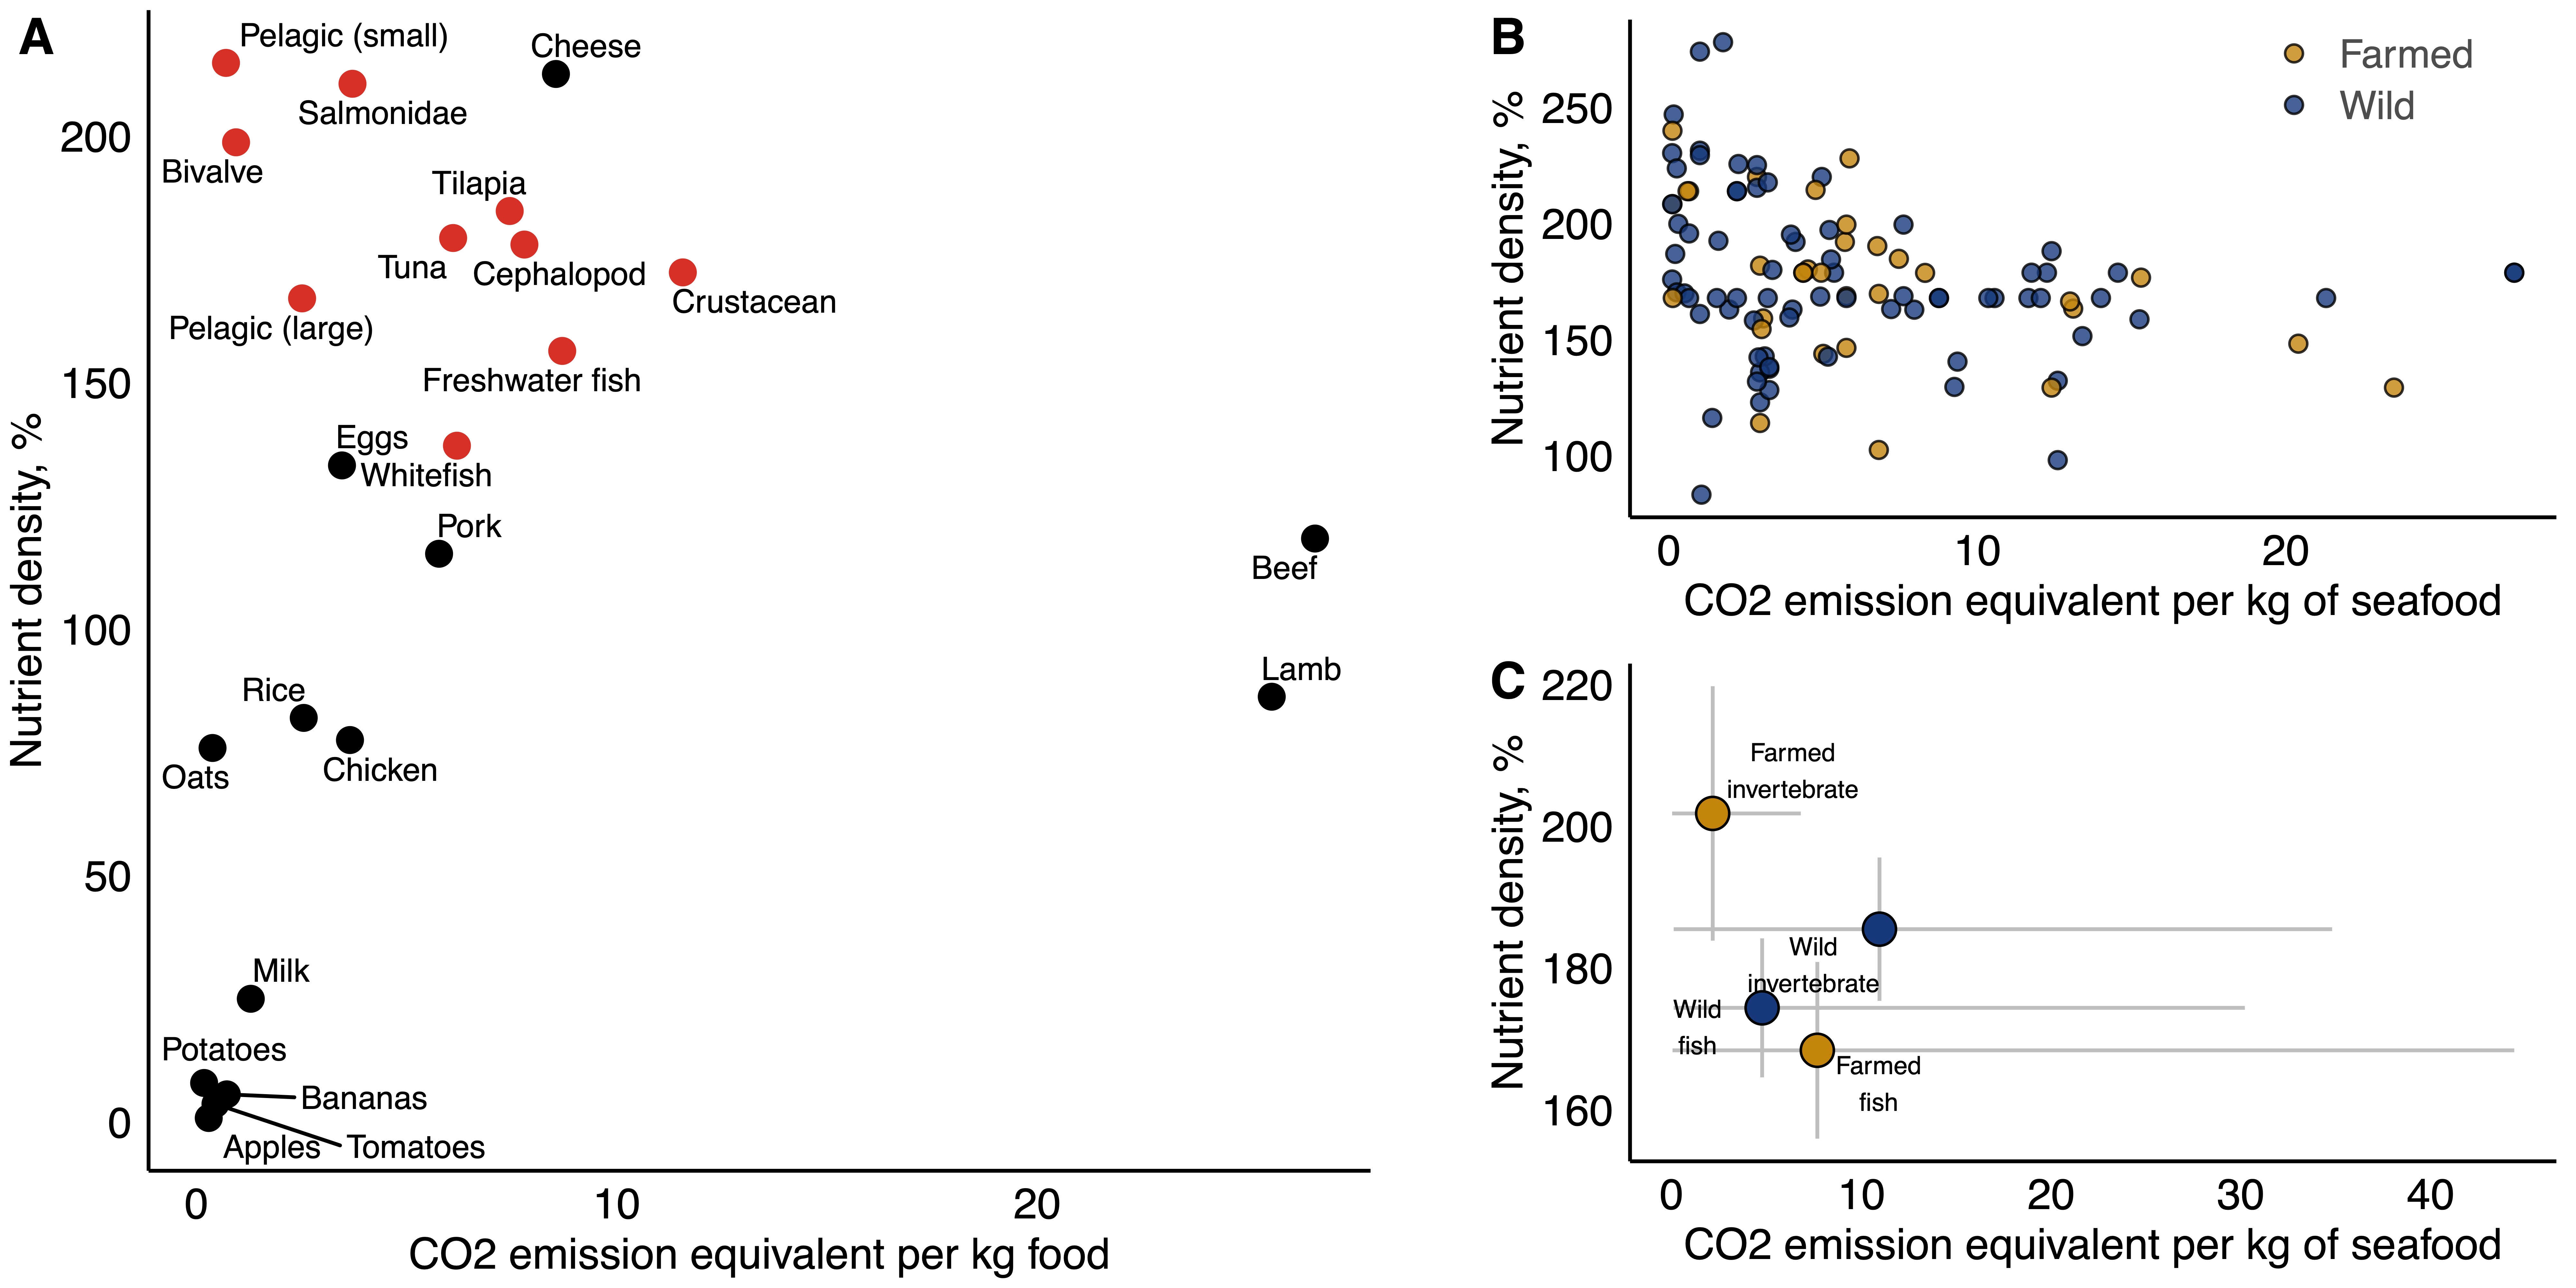 A
Pelagic (small)
Cheese
Salmonidae
Bivalve
Tilapia
Tuna
Cephalopod
Crustacean
Pelagic (large)
Freshwater fish
Eggs
Whitefish
Pork
Beef
Lamb
Rice
Oats
Chicken
Milk
Potatoes
Bananas
Apples
Tomatoes
200
150
100
50
0
Nutrient density, %
0 10 20
CO2 emission equivalent per kg food
B
Farmed
Wild
250
200
150
100
Nutrient density, %
0 10 20
CO2 emission equivalent per kg of seafood
C
220
200
180
160
Nutrient density, %
Farmed
invertebrate
Wild
invertebrate
Wild
fish
Farmed
fish
0 10 20 30 40
CO2 emission equivalent per kg of seafood